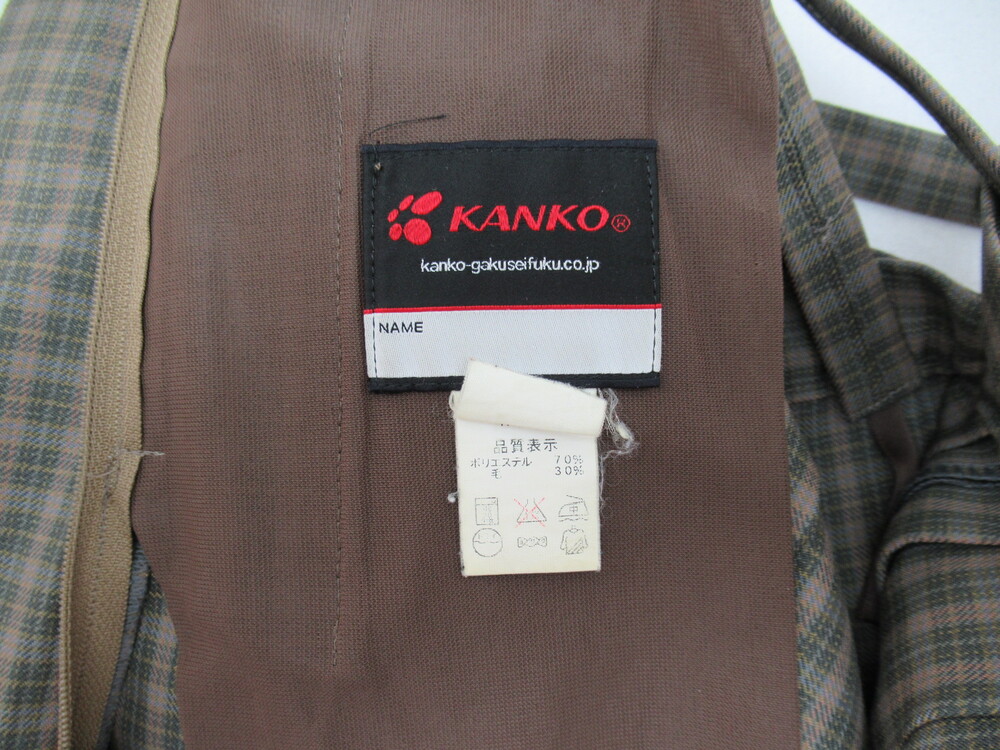 KANKO®
kanko-gakuseifuku.co.jp
NAME
品質表示
ポリエステル 70%
毛 30%
中